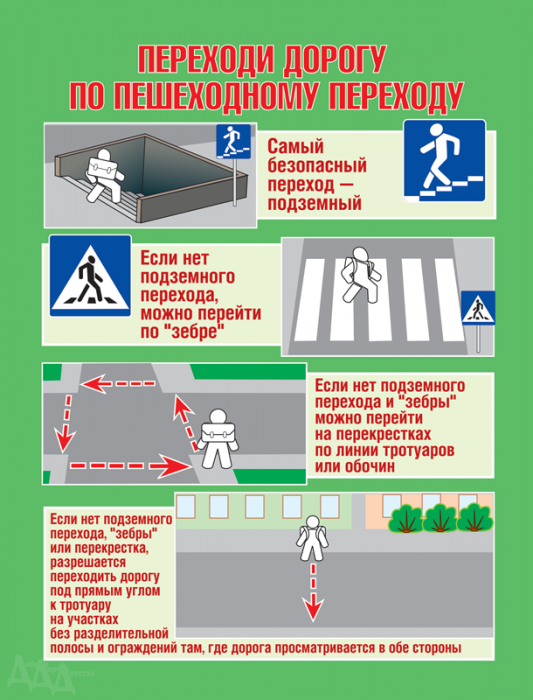 ПЕРЕХОДИ ДОРОГУ
ПО ПЕШЕХОДНОМУ ПЕРЕХОДУ
Самый
безопасный
переход –
подземный
Если нет
подземного
перехода,
можно перейти
по "зебре"
Если нет подземного
перехода и "зебры"
можно перейти
на перекрестках
по линии тротуаров
или обочин
Если нет подземного
перехода, "зебры"
или перекрестка,
разрешается
переходить дорогу
под прямым углом
к тротуару
на участках
без разделительной
полосы и ограждений там, где дорога просматривается в обе стороны